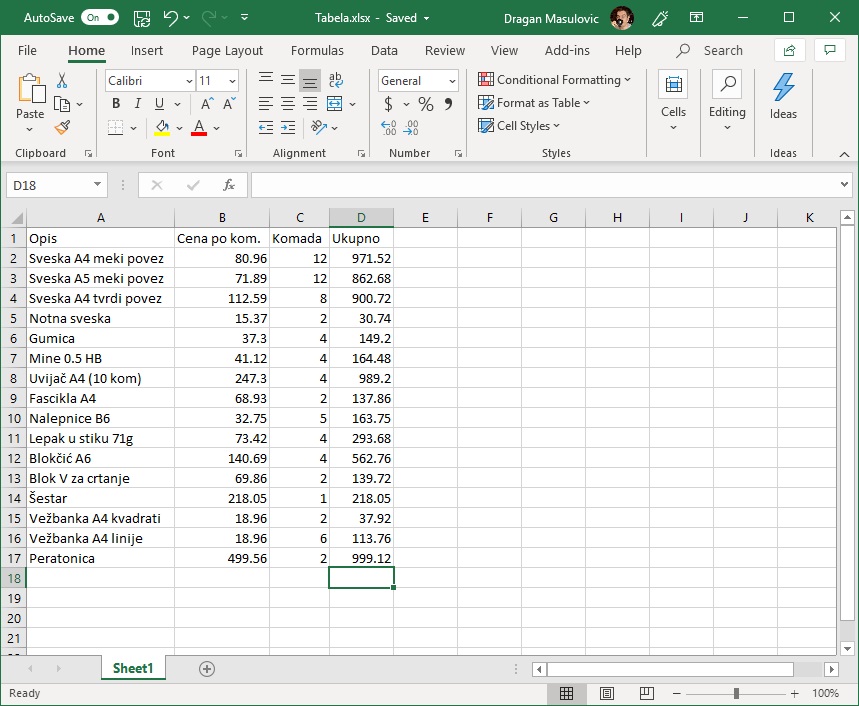 AutoSave On Tabela.xlsx - Saved Dragan Masulovic
File Home Insert Page Layout Formulas Data Review View Add-ins Help Search
Paste
Clipboard
Calibri 11
B I U A A
A
Font
ab
Alignment
General
$ % 9
.00
Number
Conditional Formatting
Format as Table
Cell Styles
Styles
Cells
Editing
Ideas
Ideas
D18 fx
A B C D E F G H I J K
1 Opis Cena po kom. Komada Ukupno
2 Sveska A4 meki povez 80.96 12 971.52
3 Sveska A5 meki povez 71.89 12 862.68
4 Sveska A4 tvrdi povez 112.59 8 900.72
5 Notna sveska 15.37 2 30.74
6 Gumica 37.3 4 149.2
7 Mine 0.5 HB 41.12 4 164.48
8 Uvijač A4 (10 kom) 247.3 4 989.2
9 Fascikla A4 68.93 2 137.86
10 Nalepnice B6 32.75 5 163.75
11 Lepak u stiku 71g 73.42 4 293.68
12 Blokčić A6 140.69 4 562.76
13 Blok V za crtanje 69.86 2 139.72
14 Šestar 218.05 1 218.05
15 Vežbanka A4 kvadrati 18.96 2 37.92
16 Vežbanka A4 linije 18.96 6 113.76
17 Peratonica 499.56 2 999.12
18
19
20
21
Sheet1
Ready 100%